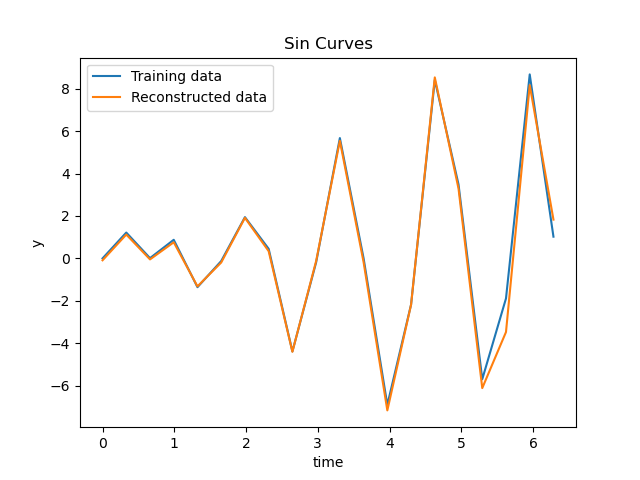 Sin Curves
Training data
Reconstructed data
8
6
4
2
0
−2
−4
−6
y
0 1 2 3 4 5 6
time